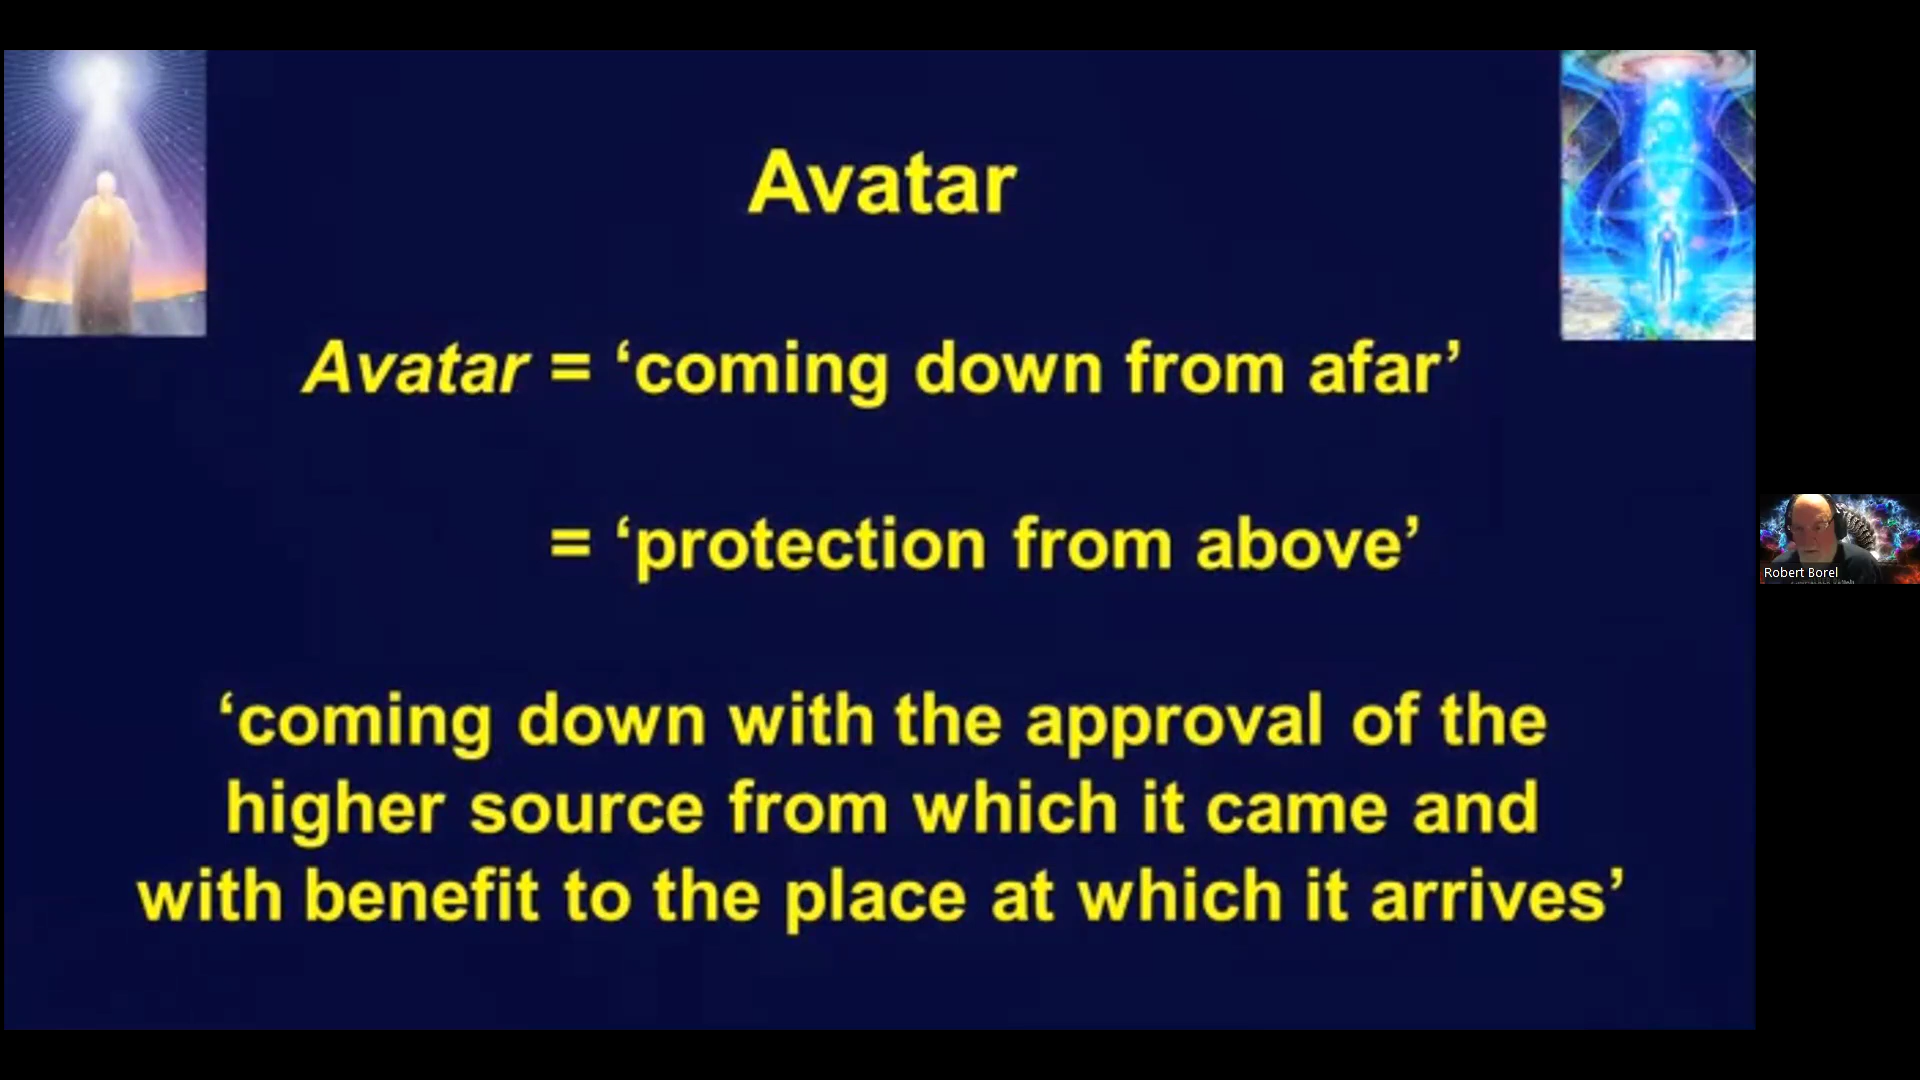 Avatar
Avatar = ‘coming down from afar’
= ‘protection from above’
‘coming down with the approval of the
higher source from which it came and
with benefit to the place at which it arrives’
Robert Borel